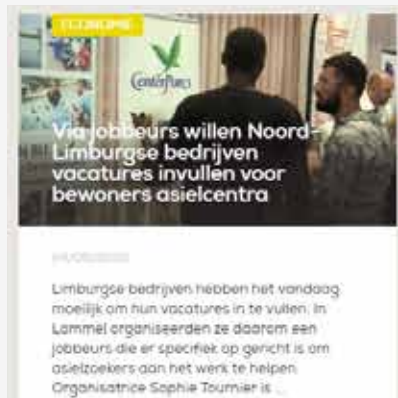 ECONOMIE
CenterParcs
Via jobbeurs willen Noord-
Limburgse bedrijven
vacatures invullen voor
bewoners asielcentra
Limburgse bedrijven hebben het vandaag
moeilijk om hun vacatures in te vullen. In
Lommel organiseerden ze daarom een
jobbeurs die er specifiek op gericht is om
asielzoekers aan het werk te helpen.
Organisatrice Sophie Tournier is ...